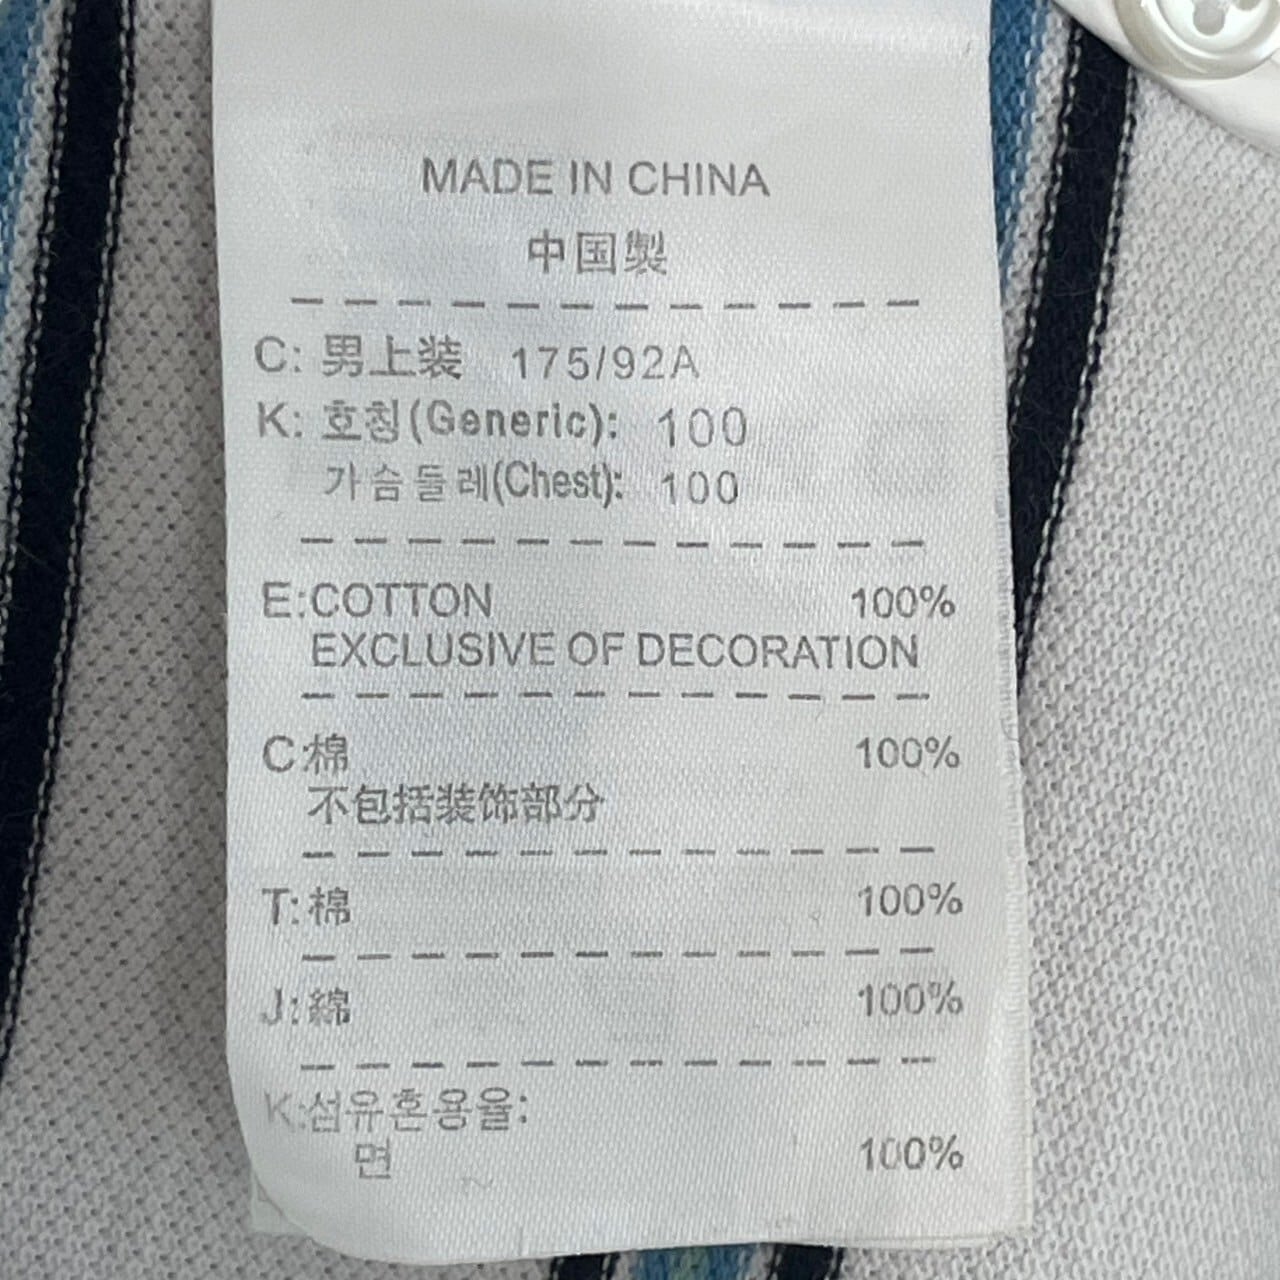 MADE IN CHINA
中国製
C: 男上装 175/92A
K: 호칭(Generic): 100
가슴둘레(Chest): 100
E:COTTON 100%
EXCLUSIVE OF DECORATION
C:棉 100%
不包括装饰部分
T:棉 100%
J:綿 100%
K:섬유혼용율:
면 100%